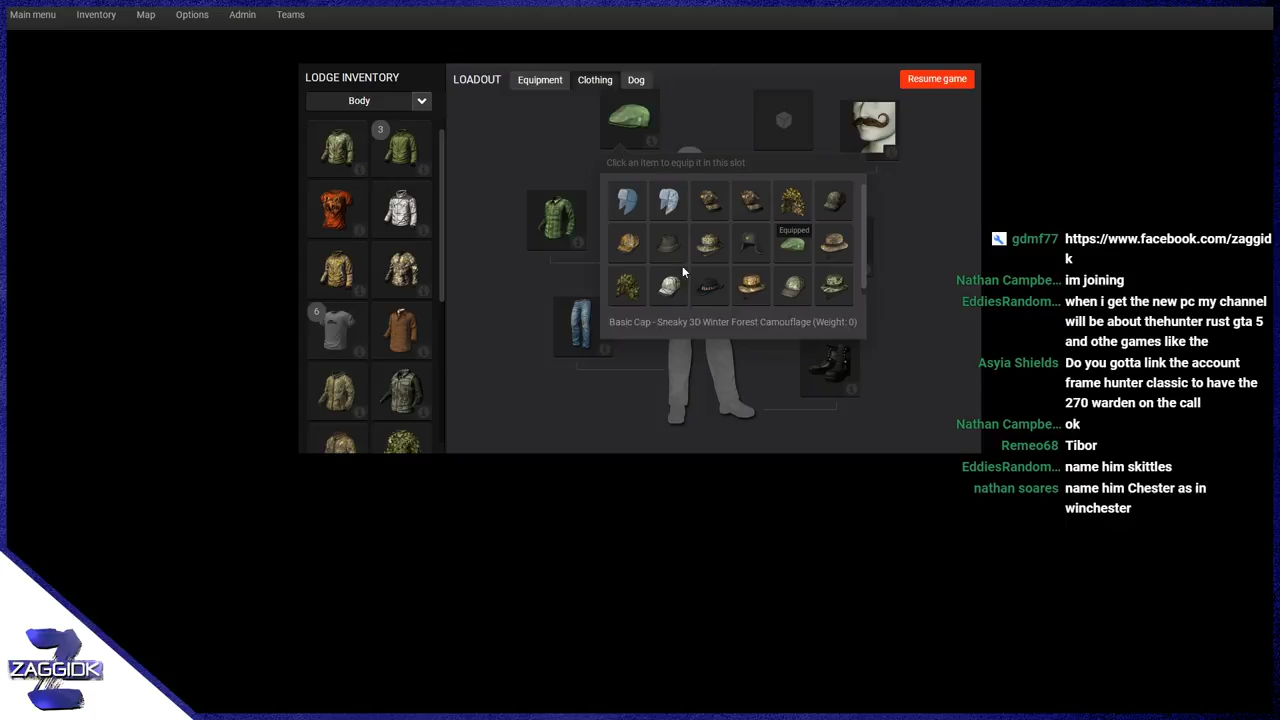 Main menu Inventory Map Options Admin Teams
LODGE INVENTORY
Body
3
6
LOADOUT Equipment Clothing Dog Resume game
Click an item to equip it in this slot
Equipped
Basic Cap - Sneaky 3D Winter Forest Camouflage (Weight: 0)
gdmf77 https://www.facebook.com/zaggid
k
Nathan Campbe... im joining
EddiesRandom... when i get the new pc my channel
will be about thehunter rust gta 5
and othe games like the
Asyia Shields Do you gotta link the account
frame hunter classic to have the
270 warden on the call
Nathan Campbe... ok
Remeo68 Tibor
EddiesRandom... name him skittles
nathan soares name him Chester as in
winchester
ZAGGIDK